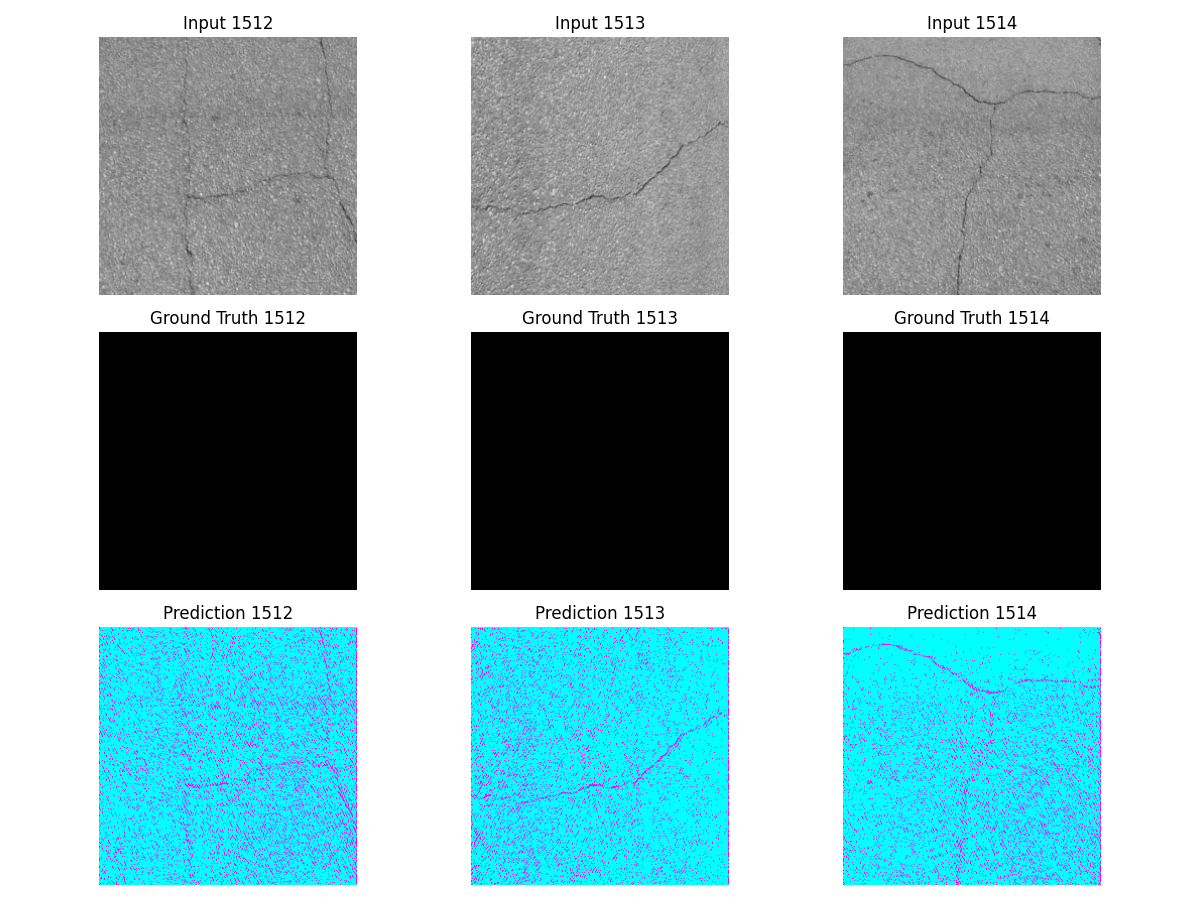 Input 1512
Input 1513
Input 1514
Ground Truth 1512
Ground Truth 1513
Ground Truth 1514
Prediction 1512
Prediction 1513
Prediction 1514